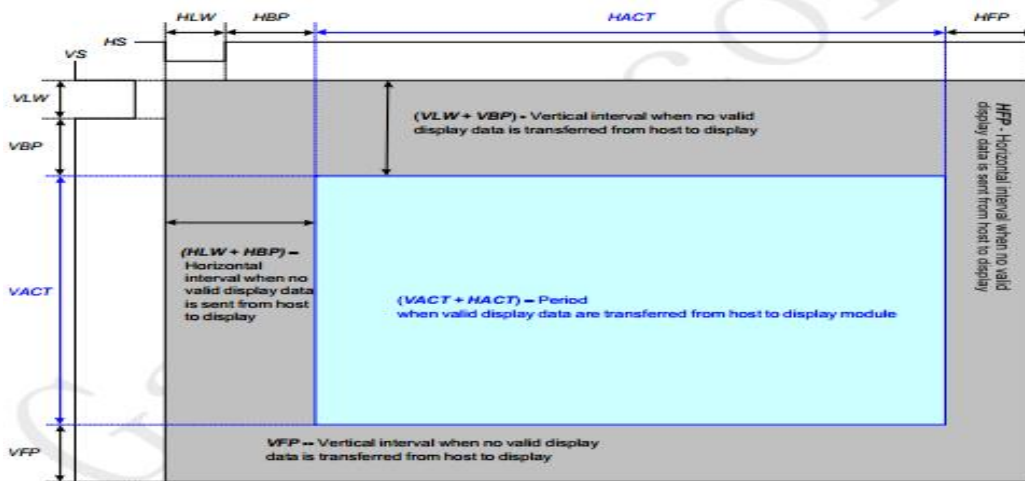 HLW HBP HACT HFP
HS
VS
VLW
(VLW + VBP) - Vertical interval when no valid
display data is transferred from host to display
VBP
HFP - Horizontal interval when no valid
display data is sent from host to display
(HLW + HBP) –
Horizontal
interval when no
valid display data
is sent from host
to display
VACT
(VACT + HACT) – Period
when valid display data are transferred from host to display module
VFP
VFP -- Vertical interval when no valid display
data is transferred from host to display